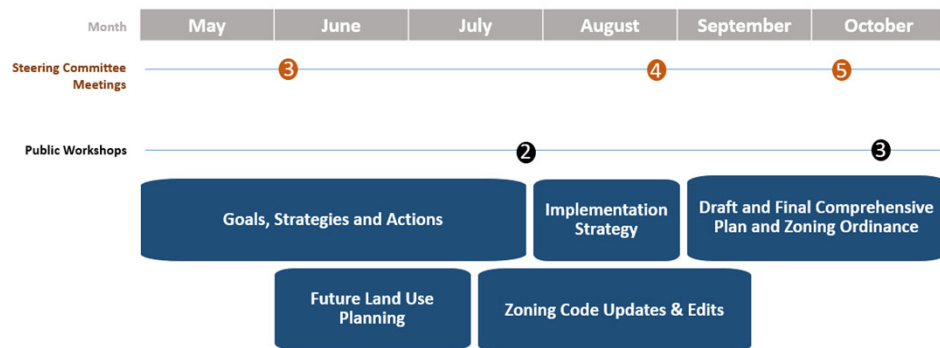 Month May June July August September October
Steering Committee
Meetings
3 4 5
Public Workshops
2 3
Goals, Strategies and Actions
Implementation
Strategy
Draft and Final Comprehensive
Plan and Zoning Ordinance
Future Land Use
Planning
Zoning Code Updates & Edits